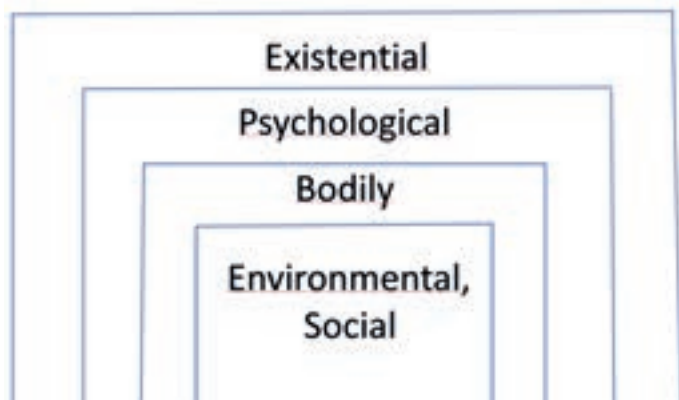 Existential
Psychological
Bodily
Environmental,
Social